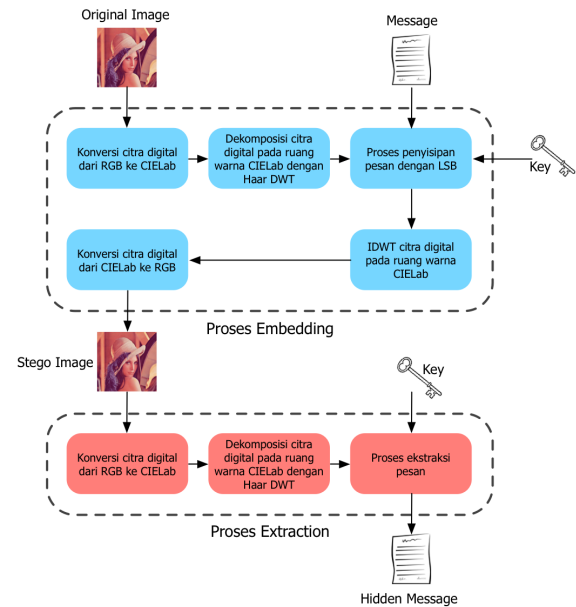 Original Image
Message
Konversi citra digital
dari RGB ke CIELab
Dekomposisi citra
digital pada ruang
warna CIELab dengan
Haar DWT
Proses penyisipan
pesan dengan LSB
Key
Konversi citra digital
dari CIELab ke RGB
IDWT citra digital
pada ruang warna
CIELab
Proses Embedding
Stego Image
Key
Konversi citra digital
dari RGB ke CIELab
Dekomposisi citra
digital pada ruang
warna CIELab dengan
Haar DWT
Proses ekstraksi
pesan
Proses Extraction
Hidden Message